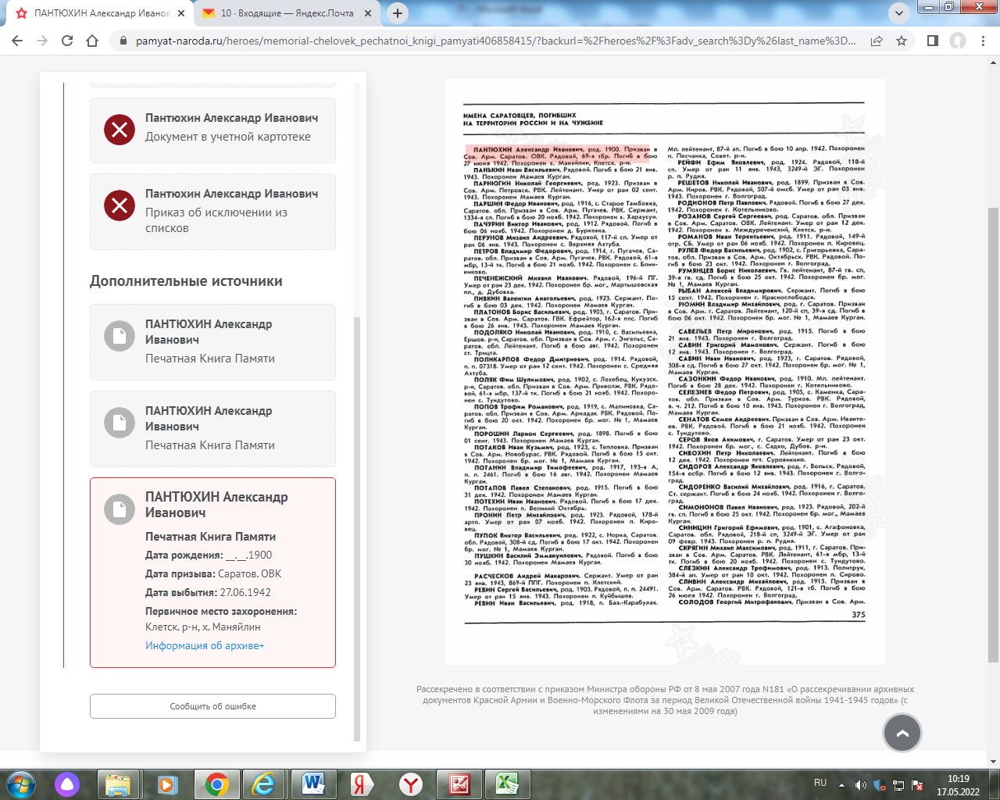 Microsoft Word
ПАНТЮХИН Александр Иванов
10 · Входящие — Яндекс.Почта
pamyat-naroda.ru/heroes/memorial-chelovek_pechatnoi_knigi_pamyati406858415/?backurl=%2Fheroes%2F%3Fadv_search%3Dy%26last_name%3D...
Пантюхин Александр Иванович
Документ в учетной картотеке
Пантюхин Александр Иванович
Приказ об исключении из
списков
Дополнительные источники
ПАНТЮХИН Александр
Иванович
Печатная Книга Памяти
ПАНТЮХИН Александр
Иванович
Печатная Книга Памяти
ПАНТЮХИН Александр
Иванович
Печатная Книга Памяти
Дата рождения: __.__.1900
Дата призыва: Саратов. ОВК
Дата выбытия: 27.06.1942
Первичное место захоронения:
Клетск. р-н, х. Маняйлин
Информация об архиве+
Сообщить об ошибке
ИМЕНА САРАТОВЦЕВ, ПОГИБШИХ
НА ТЕРРИТОРИИ РОССИИ И НА ЧУЖБИНЕ
ПАНТЮХИН Александр Иванович, род. 1900. Призван в
Сов. Арм. Саратов. ОВК. Рядовой, 69-я тбр. Погиб в бою
27 июня 1942. Похоронен х. Маняйлин, Клетск. р-н.
ПАНЬКИН Иван Васильевич. Рядовой. Погиб в бою 21 янв.
1943. Похоронен Мамаев Курган.
ПАРНЮГИН Николай Георгиевич, род. 1923. Призван в
Сов. Арм. Петровск. РВК. Лейтенант. Умер от ран 02 сент.
1943. Похоронен Мамаев Курган.
ПАРШИН Федор Иванович, род. 1916, с. Старое Тамбовка,
Саратов. обл. Призван в Сов. Арм. Пугачев. РВК. Сержант,
1334-я сп. Погиб в бою 20 нояб. 1942. Похоронен х. Хараусун.
ПАЧУРИН Виктор Иванович, род. 1912. Рядовой. Погиб в
бою 06 нояб. 1942. Похоронен д. Бурковка.
ПЕРУНОВ Михаил Андреевич. Рядовой, 117-й сп. Умер от
ран 06 янв. 1943. Похоронен с. Верхняя Ахтуба.
ПЕТРОВ Владимир Федорович, род. 1914, г. Пугачев, Са-
ратов. обл. Призван в Сов. Арм. Пугачев. РВК. Рядовой, 61-я
мбр, 13-й тк. Погиб в бою 21 нояб. 1942. Похоронен с. Блин-
никово.
ПЕЧЕНЕЖСКИЙ Михаил Иванович. Рядовой, 196-й ПГ.
Умер от ран 23 дек. 1942. Похоронен бр. мог., Мартышовская
пл., д. Дубовка.
ПИВКИН Валентин Анатольевич, род. 1923. Сержант. По-
гиб в бою 03 дек. 1942. Похоронен Мамаев Курган.
ПЛАТОНОВ Борис Васильевич, род. 1903, г. Саратов. При-
зван в Сов. Арм. Саратов. ГВК. Ефрейтор, 162-я ппс. Погиб
в бою 26 янв. 1943. Похоронен Мамаев Курган.
ПОДОЛЯКО Николай Иванович, род. 1910, с. Васильевка,
Ершов. р-н, Саратов. обл. Призван в Сов. Арм. г. Энгельс, Са-
ратов. обл. Лейтенант. Погиб в бою авг. 1942. Похоронен
ст. Трицта.
ПОЛИКАРПОВ Федор Дмитриевич, род. 1914. Рядовой,
п. п. 07318. Умер от ран 12 сент. 1942. Похоронен с. Средняя
Ахтуба.
ПОЛЯК Фим Шулимович, род. 1902, с. Лохебец, Кукузск.
р-н, Саратов. обл. Призван в Сов. Арм. Приволж. РВК. Рядо-
вой, 61-я мбр, 137-й тк. Погиб в бою 21 нояб. 1942. Похоро-
нен с. Тундутово.
ПОПОВ Трофим Романович, род. 1919, с. Малиновка, Са-
ратов. обл. Призван в Сов. Арм. Аркадак. РВК. Рядовой. По-
гиб в бою 20 окт. 1942. Похоронен бр. мог. № 1, Мамаев
Курган.
ПОРОШИН Ларион Сергеевич, род. 1898. Погиб в бою
01 сент. 1943. Похоронен Мамаев Курган.
ПОТАКОВ Иван Кузьмич, род. 1923, с. Тепловка. Призван
в Сов. Арм. Новобурас. РВК. Рядовой. Погиб в бою 15 окт.
1942. Похоронен бр. мог. № 1, Мамаев Курган.
ПОТАНИН Владимир Тимофеевич, род. 1917, 193-я А,
п. п. 2461. Погиб в бою 16 авг. 1942. Похоронен Мамаев
Курган.
ПОТАПОВ Павел Степанович, род. 1915. Погиб в бою
31 дек. 1942. Похоронен Мамаев Курган.
ПОТЕХИН Иван Иванович. Рядовой. Погиб в бою 17 дек.
1942. Похоронен п. Великий Октябрь.
ПРОНИН Петр Михайлович, род. 1923. Рядовой, 178-й
артп. Умер от ран 07 нояб. 1942. Похоронен п. Киро-
вец.
ПУПОК Виктор Васильевич, род. 1922, с. Норка, Саратов.
обл. Рядовой, 308-й сд. Погиб в бою 17 окт. 1942. Похоронен
бр. мог. № 1, Мамаев Курган.
ПУШКИН Василий Эммануилович. Рядовой. Погиб в бою
30 нояб. 1942. Похоронен Мамаев Курган.
РАСЧЕСКОВ Андрей Макарович. Сержант. Умер от ран
23 янв. 1943, 869-й ППГ. Похоронен п. Клетский.
РЕВИН Сергей Васильевич, род. 1903. Рядовой, п. п. 24491.
Умер от ран 15 янв. 1943. Похоронен п. Куйбышев.
РЕВИН Иван Васильевич, род. 1918, п. Баз.-Карабулак.
Мл. лейтенант, 87-й ап. Погиб в бою 10 апр. 1942. Похоронен
п. Песчанка, Совет. р-н.
РЕЙФИ Ефим Яковлевич, род. 1924. Рядовой, 118-й
сп. Умер от ран 11 янв. 1943, 3249-й ЭГ. Похоронен
р. п. Рудня.
РЕШЕТОВ Николай Иванович, род. 1899. Призван в Сов.
Арм. Киров. РВК. Рядовой, 507-й омсб. Умер от ран 03 янв.
1943. Похоронен г. Волгоград.
РОДИОНОВ Петр Павлович. Рядовой. Погиб в бою 27 дек.
1942. Похоронен г. Котельниково.
РОЗАНОВ Сергей Сергеевич, род. Саратов. обл. Призван
в Сов. Арм. Саратов. ОВК. Лейтенант. Умер от ран 12 дек.
1942. Похоронен х. Междуреченский, Клетск. р-н.
РОМАНОВ Иван Терентьевич, род. 1911. Рядовой, 149-й
отр. СБ. Умер от ран 06 нояб. 1942. Похоронен п. Кировец.
РУЛЕВ Федор Васильевич, род. 1902, с. Григорьевка, Сара-
тов. обл. Призван в Сов. Арм. Октябрьск. РВК. Рядовой. По-
гиб в бою 23 окт. 1942. Похоронен г. Волгоград.
РУМЯНЦЕВ Борис Николаевич. Гв. лейтенант, 87-й гв. сп,
39-я гв. сд. Погиб в бою 25 окт. 1942. Похоронен бр. мог.
№ 1, Мамаев Курган.
РЫБАН Алексей Владимирович. Сержант. Погиб в бою
15 сент. 1942. Похоронен г. Краснослободск.
РЮМИН Владимир Михайлович, род. г. Саратов. Призван
в Сов. Арм. г. Саратов. Лейтенант, 120-й сп, 39-я сд. Погиб в
бою 06 окт. 1942. Похоронен бр. мог. № 1, Мамаев Курган.
САВЕЛЬЕВ Петр Миронович, род. 1915. Погиб в бою
21 янв. 1943. Похоронен г. Волгоград.
САВИН Григорий Мамонович. Сержант. Погиб в бою
12 янв. 1943. Похоронен г. Волгоград.
САВИН Иван Иванович, род. 1923, г. Саратов. Рядовой,
308-я сд. Погиб в бою 27 окт. 1942. Похоронен бр. мог. № 1,
Мамаев Курган.
САЗОНКИН Федор Иванович, род. 1910. Мл. лейтенант.
Погиб в бою 28 дек. 1942. Похоронен г. Котельниково.
СЕЛЕЗНЕВ Федор Петрович, род. 1905, с. Каменка, Сара-
тов. обл. Призван в Сов. Арм. Турков. РВК. Рядовой,
в. ч. 212. Погиб в бою 10 янв. 1943. Похоронен г. Волгоград,
Мамаев Курган.
СЕНАТОВ Семен Андреевич. Призван в Сов. Арм. Иванте-
ев. РВК. Рядовой. Погиб в бою 21 нояб. 1942. Похоронен
с. Тундутово.
СЕРОВ Яков Акимович, г. Саратов. Умер от ран 23 окт.
1942. Похоронен бр. мог., с. Садко, Дубов. р-н.
СИВОХИН Петр Николаевич. Лейтенант. Погиб в бою
12 дек. 1942. Похоронен пгт. Суровикино.
СИДОРОВ Александр Яковлевич, род. г. Вольск. Рядовой,
154-я осбр. Погиб в бою 12 янв. 1943. Похоронен г. Волго-
град.
СИДОРЕНКО Василий Михайлович, род. 1916, г. Саратов.
Ст. сержант. Погиб в бою 24 нояб. 1942. Похоронен г. Волго-
град.
СИМОНОНОВ Павел Иванович, род. 1923. Рядовой, 202-й
гв. сп. Погиб в бою 25 окт. 1942. Похоронен бр. мог., Мамаев
Курган.
СИНИЦИН Григорий Ефимович, род. 1901, с. Агафоновка,
Саратов. обл. Рядовой, 218-й сп, 3249-й ЭГ. Умер от ран
09 февр. 1943. Похоронен р. п. Рудня.
СКРЯГИН Михаил Максимович, род. 1911, г. Саратов. При-
зван в Сов. Арм. Саратов. РВК. Лейтенант, 61-я мбр, 13-й
тк. Погиб в бою 20 нояб. 1942. Похоронен с. Тундутово.
СЛЕЗКИН Александр Трофимович, род. 1913. Политрук,
384-й ап. Умер от ран 10 окт. 1942. Похоронен п. Сирово.
СЛИВИН Александр Михайлович, род. 1915. Призван в
Сов. Арм. Саратов. РВК. Рядовой, 121-я тб. Погиб в бою
26 июля 1942. Похоронен г. Волгоград.
СОЛОДОВ Георгий Митрофанович. Призван в Сов. Арм.
375
Рассекречено в соответствии с приказом Министра обороны РФ от 8 мая 2007 года N181 «О рассекречивании архивных
документов Красной Армии и Военно-Морского Флота за период Великой Отечественной войны 1941-1945 годов» (с
изменениями на 30 мая 2009 года)
RU
10:19
17.05.2022